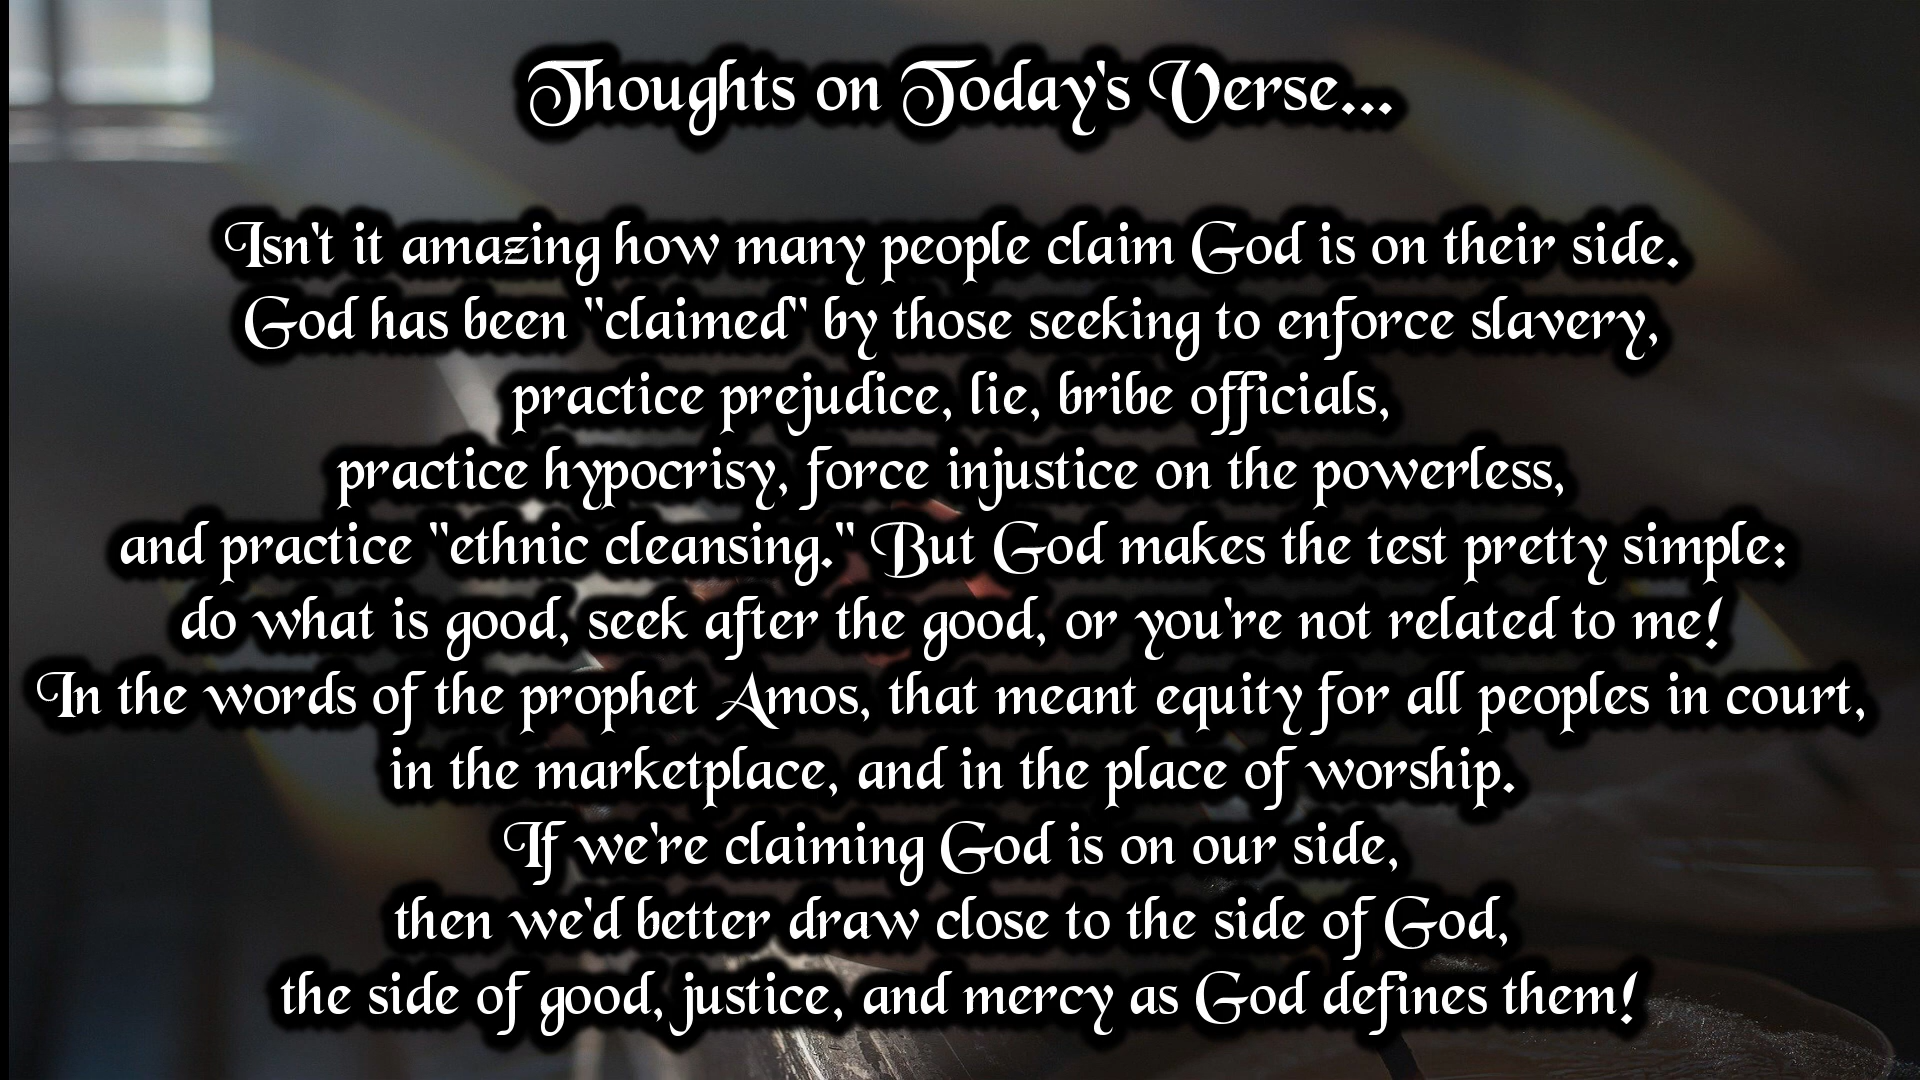 Thoughts on Today's Verse...
Isn't it amazing how many people claim God is on their side.
God has been "claimed" by those seeking to enforce slavery,
practice prejudice, lie, bribe officials,
practice hypocrisy, force injustice on the powerless,
and practice "ethnic cleansing." But God makes the test pretty simple:
do what is good, seek after the good, or you're not related to me!
In the words of the prophet Amos, that meant equity for all peoples in court,
in the marketplace, and in the place of worship.
If we're claiming God is on our side,
then we'd better draw close to the side of God,
the side of good, justice, and mercy as God defines them!